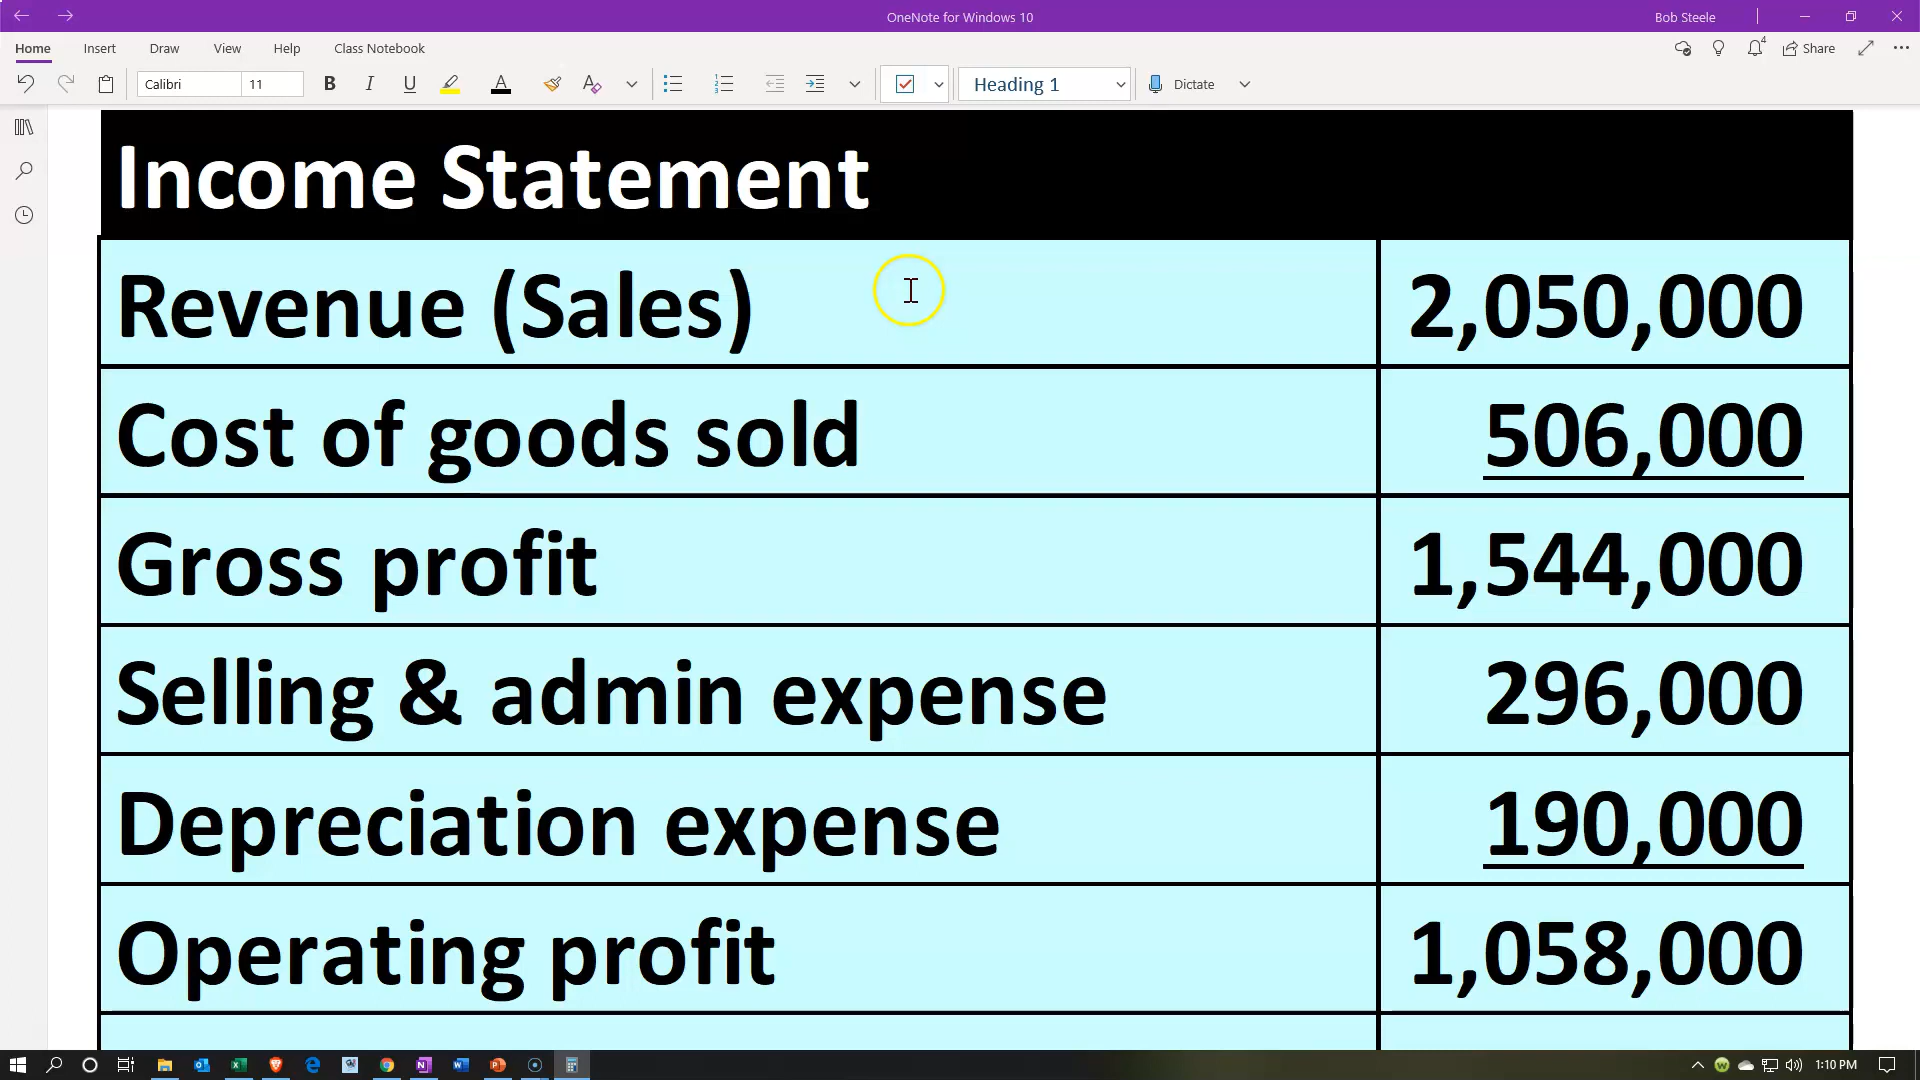 OneNote for Windows 10
Bob Steele
Home Insert Draw View Help Class Notebook
4
Share
Calibri 11 B I U A A Heading 1 Dictate
Income Statement
Revenue (Sales) 2,050,000
Cost of goods sold 506,000
Gross profit 1,544,000
Selling & admin expense 296,000
Depreciation expense 190,000
Operating profit 1,058,000
1:10 PM